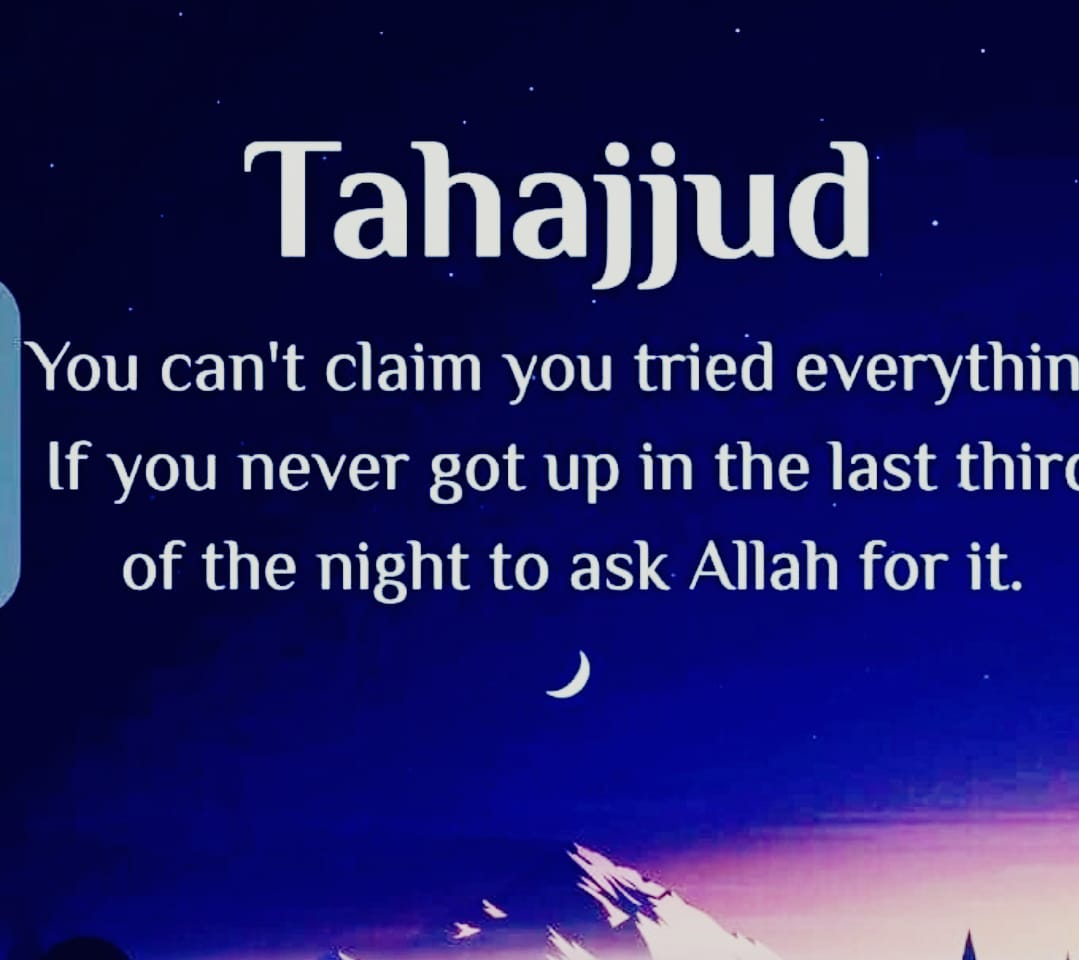 Tahajjud
You can't claim you tried everythin
If you never got up in the last third
of the night to ask Allah for it.